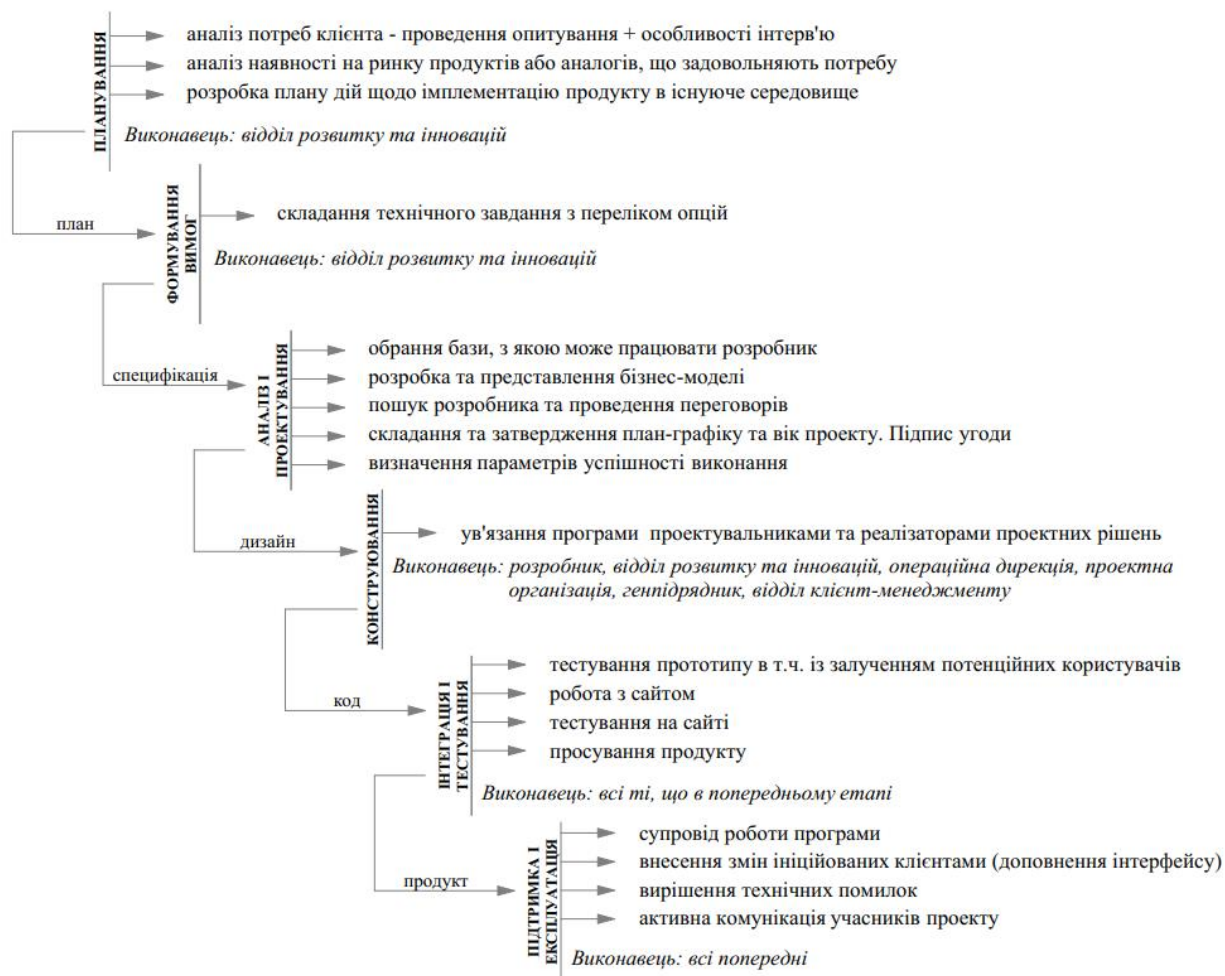 ПЛАНУВАННЯ
аналіз потреб клієнта - проведення опитування + особливості інтерв'ю
аналіз наявності на ринку продуктів або аналогів, що задовольняють потребу
розробка плану дій щодо імплементацію продукту в існуюче середовище
Виконавець: відділ розвитку та інновацій
план
ФОРМУВАННЯ
ВИМОГ
складання технічного завдання з переліком опцій
Виконавець: відділ розвитку та інновацій
специфікація
АНАЛІЗ І
ПРОЕКТУВАННЯ
обрання бази, з якою може працювати розробник
розробка та представлення бізнес-моделі
пошук розробника та проведення переговорів
складання та затвердження план-графіку та вік проекту. Підпис угоди
визначення параметрів успішності виконання
дизайн
КОНСТРУЮВАННЯ
ув'язання програми проектувальниками та реалізаторами проектних рішень
Виконавець: розробник, відділ розвитку та інновацій, операційна дирекція, проектна
організація, генпідрядник, відділ клієнт-менеджменту
код
ІНТЕГРАЦІЯ І
ТЕСТУВАННЯ
тестування прототипу в т.ч. із залученням потенційних користувачів
робота з сайтом
тестування на сайті
просування продукту
Виконавець: всі ті, що в попередньому етапі
продукт
ПІДТРИМКА І
ЕКСПЛУАТАЦІЯ
супровід роботи програми
внесення змін ініційованих клієнтами (доповнення інтерфейсу)
вирішення технічних помилок
активна комунікація учасників проекту
Виконавець: всі попередні